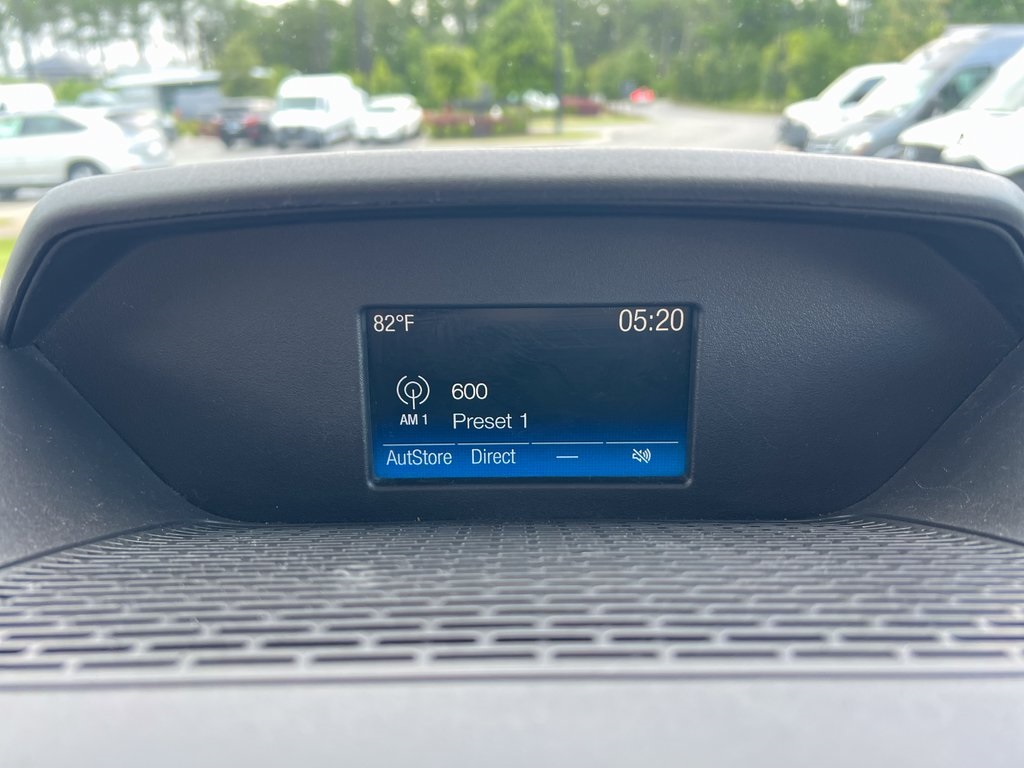 82°F 05:20
600
AM 1 Preset 1
AutStore Direct —